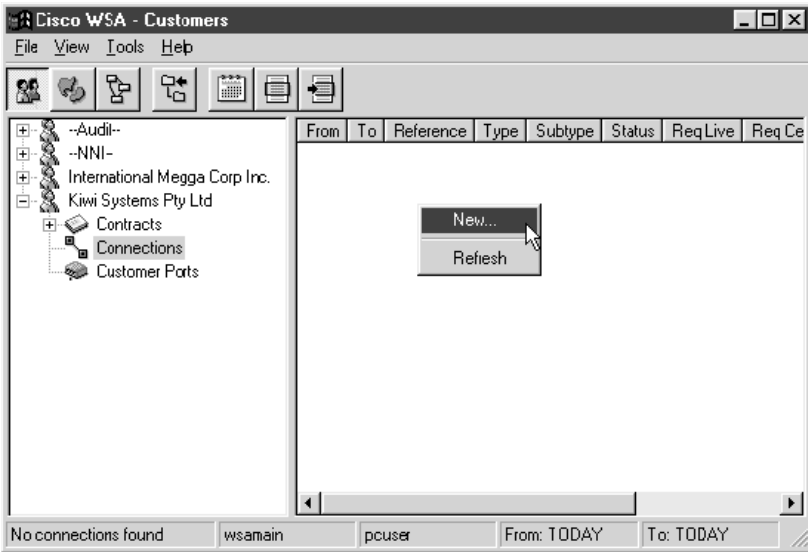 Cisco WSA - Customers
File View Tools Help
--Audit--
--NNI--
International Megga Corp Inc.
Kiwi Systems Pty Ltd
Contracts
Connections
Customer Ports
From To Reference Type Subtype Status Req Live Req Ce
New...
Refresh
No connections found wsamain pcuser From: TODAY To: TODAY